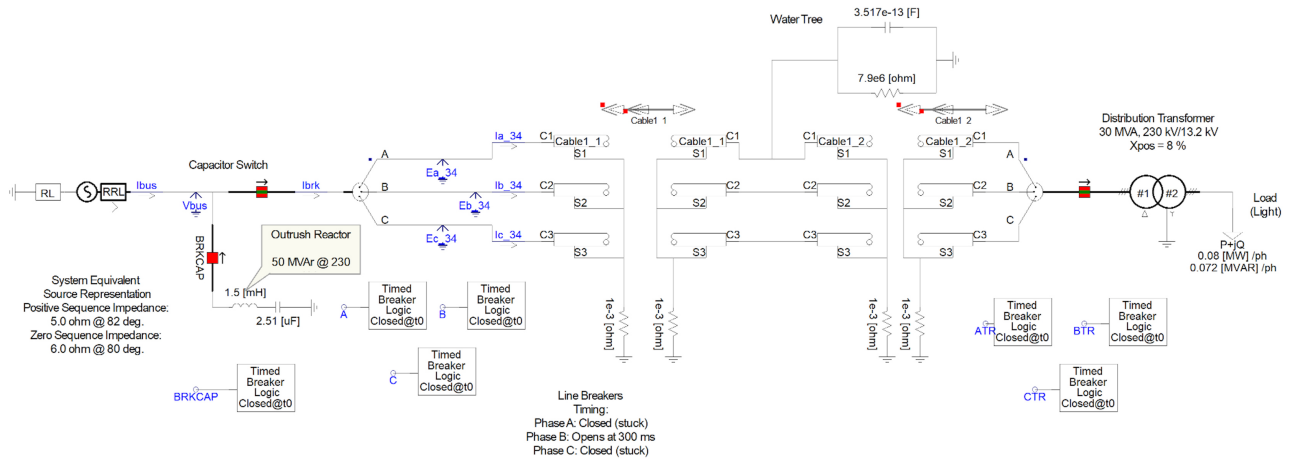 3.517e-13 [F]
Water Tree
7.9e6 [ohm]
Cable1_1
Cable1_2
Distribution Transformer
30 MVA, 230 kV/13.2 kV
Xpos = 8 %
Capacitor Switch
RL
RRL
Ibus
Vbus
Ibrk
A
B
C
Ia_34
Ea_34
Ib_34
Eb_34
Ic_34
Ec_34
C1
Cable1_1
S1
C2
S2
C3
S3
Cable1_1
C1
S1
C2
S2
C3
S3
C1
Cable1_2
S1
C2
S2
C3
S3
Cable1_2
C1
S1
C2
S2
C3
S3
A
B
C
#1
#2
Load
(Light)
P+jQ
0.08 [MW] /ph
0.072 [MVAR] /ph
BRKCAP
Outrush Reactor
50 MVAr @ 230
1.5 [mH]
2.51 [uF]
System Equivalent
Source Representation
Positive Sequence Impedance:
5.0 ohm @ 82 deg.
Zero Sequence Impedance:
6.0 ohm @ 80 deg.
1e-3 [ohm]
1e-3 [ohm]
1e-3 [ohm]
1e-3 [ohm]
A
Timed
Breaker
Logic
Closed@t0
B
Timed
Breaker
Logic
Closed@t0
C
Timed
Breaker
Logic
Closed@t0
BRKCAP
Timed
Breaker
Logic
Closed@t0
ATR
Timed
Breaker
Logic
Closed@t0
BTR
Timed
Breaker
Logic
Closed@t0
CTR
Timed
Breaker
Logic
Closed@t0
Line Breakers
Timing:
Phase A: Closed (stuck)
Phase B: Opens at 300 ms
Phase C: Closed (stuck)